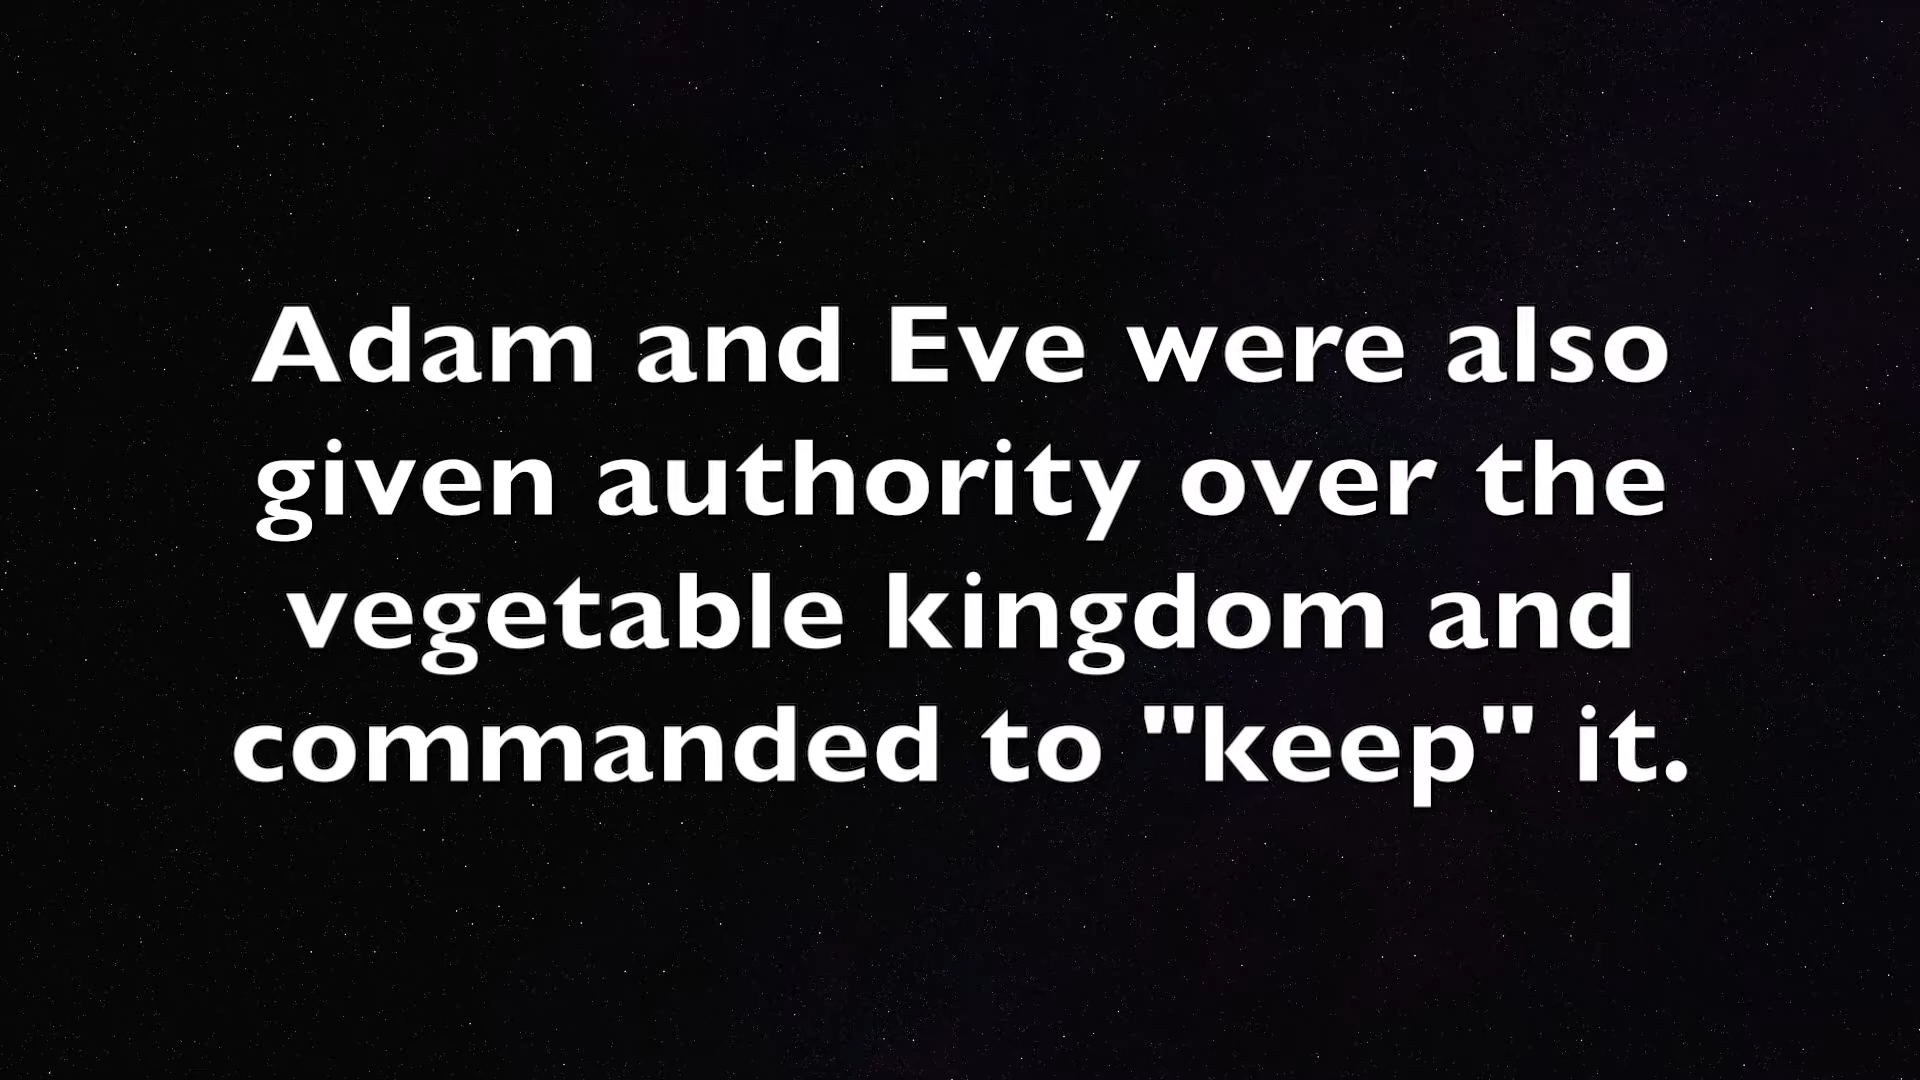 Adam and Eve were also
given authority over the
vegetable kingdom and
commanded to "keep" it.